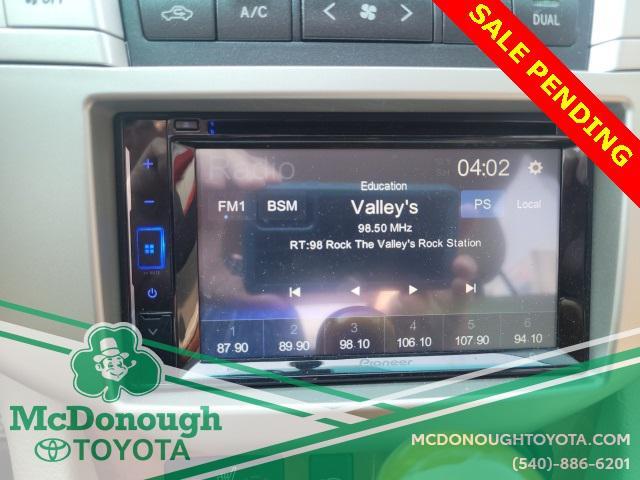 OFF
A/C
DUAL
SALE PENDING
Radio
04:02
Education
FM1
BSM
Valley's
PS
Local
98.50 MHz
RT:98 Rock The Valley's Rock Station
1
2
3
4
5
6
87.90
89.90
98.10
106.10
107.90
94.10
Pioneer
McDonough
TOYOTA
MCDONOUGHTOYOTA.COM
(540)-886-6201